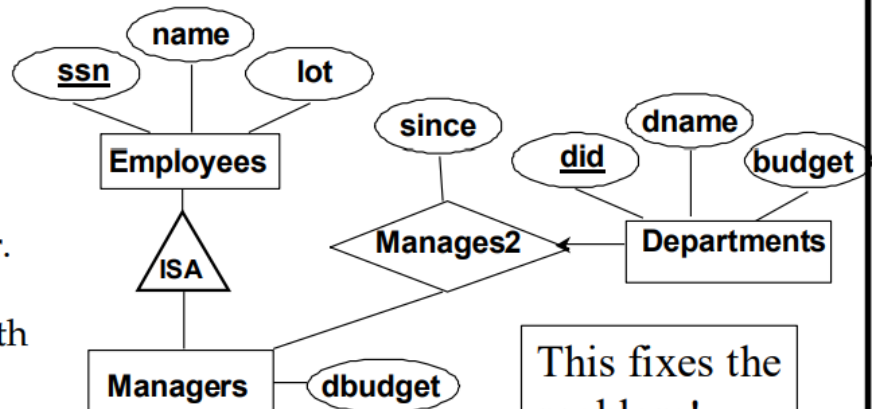 name
ssn
lot
since
dname
did
budget
Employees
Manages2
Departments
ISA
Managers
dbudget
This fixes the